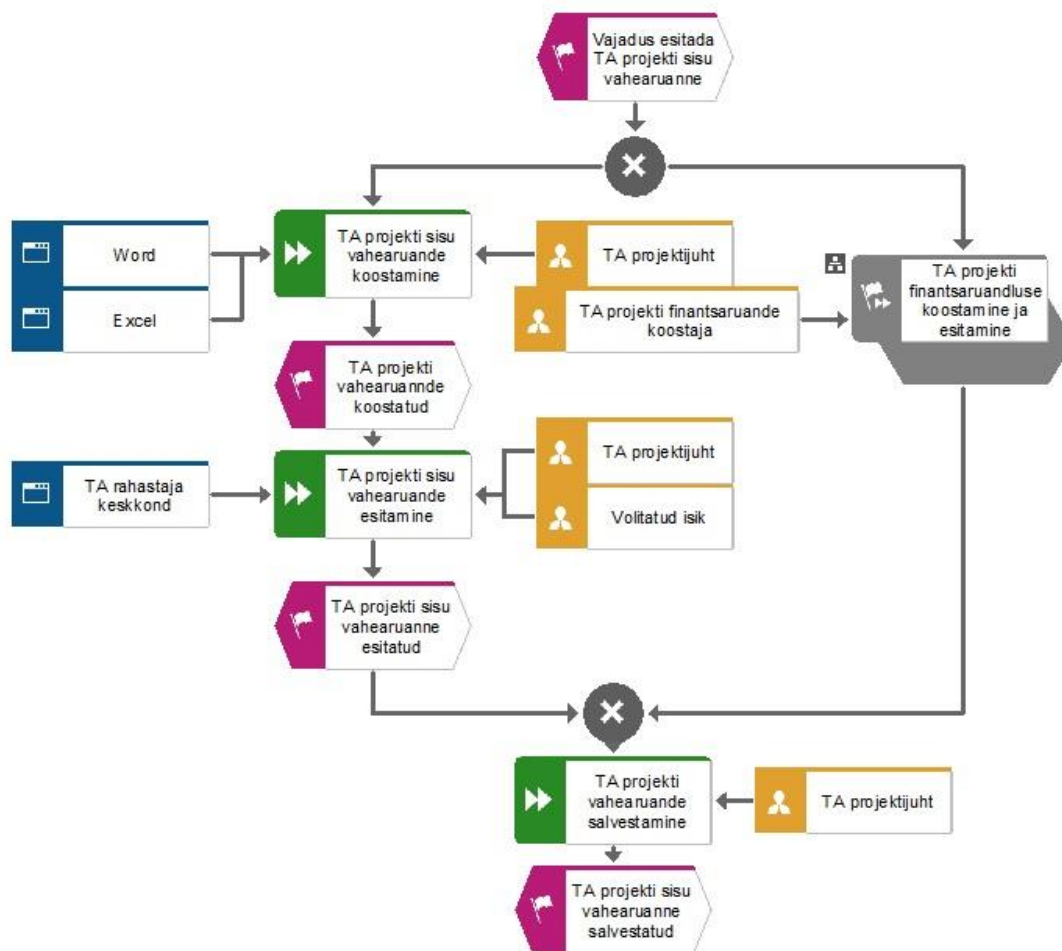 Vajadus esitada
TA projekti sisu
vahearuanne
Word
Excel
TA projekti sisu
vahearuande
koostamine
TA projektijuht
TA projekti finantsaruande
koostaja
TA projekti
finantsaruandluse
koostamine ja
esitamine
TA projekti
vahearuannde
koostatud
TA rahastaja
keskkond
TA projekti sisu
vahearuande
esitamine
TA projektijuht
Volitatud isik
TA projekti sisu
vahearuanne
esitatud
TA projekti
vahearuande
salvestamine
TA projektijuht
TA projekti sisu
vahearuanne
salvestatud